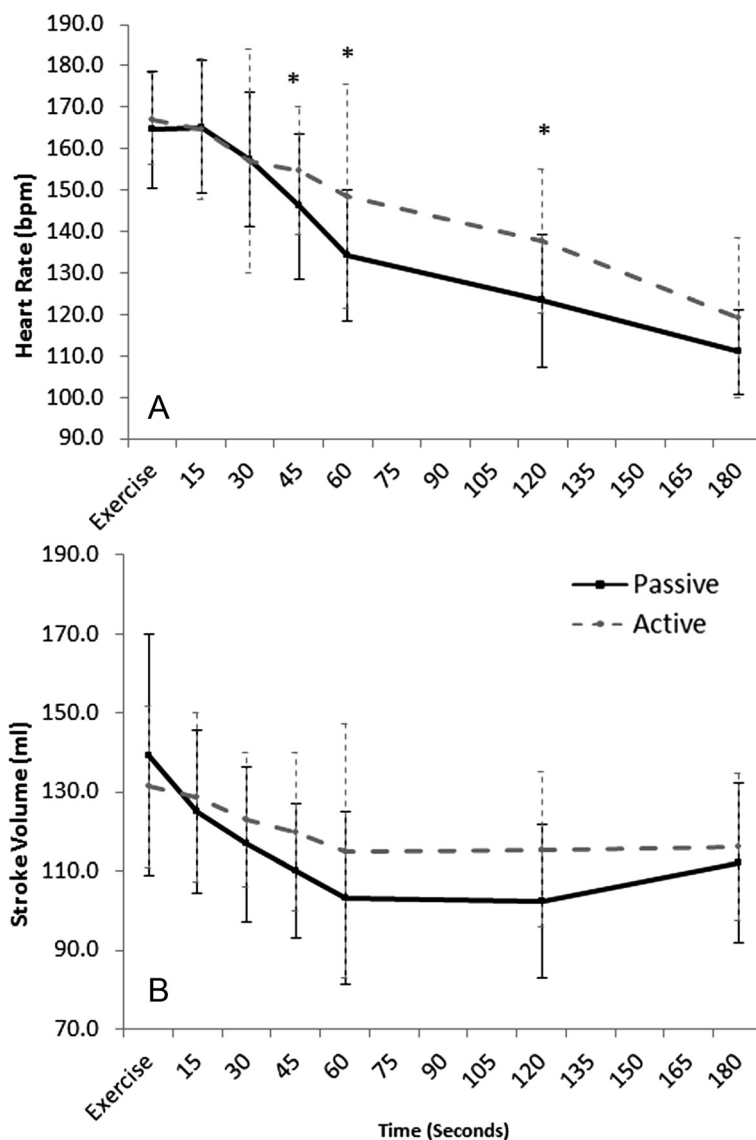 190.0
180.0
170.0
160.0
150.0
140.0
130.0
120.0
110.0
100.0
90.0
Heart Rate (bpm)
* * *
A
Exercise 15 30 45 60 75 90 105 120 135 150 165 180
190.0
170.0
150.0
130.0
110.0
90.0
70.0
Stroke Volume (ml)
Passive
Active
B
Exercise 15 30 45 60 75 90 105 120 135 150 165 180
Time (Seconds)